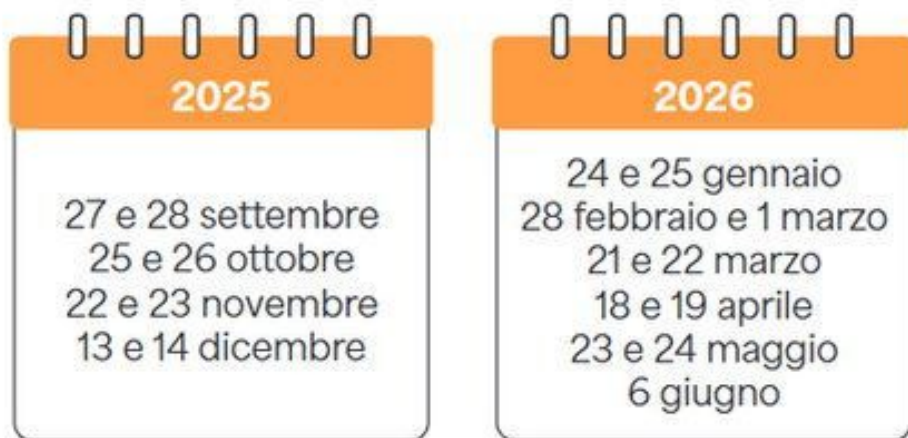 2025
27 e 28 settembre
25 e 26 ottobre
22 e 23 novembre
13 e 14 dicembre
2026
24 e 25 gennaio
28 febbraio e 1 marzo
21 e 22 marzo
18 e 19 aprile
23 e 24 maggio
6 giugno